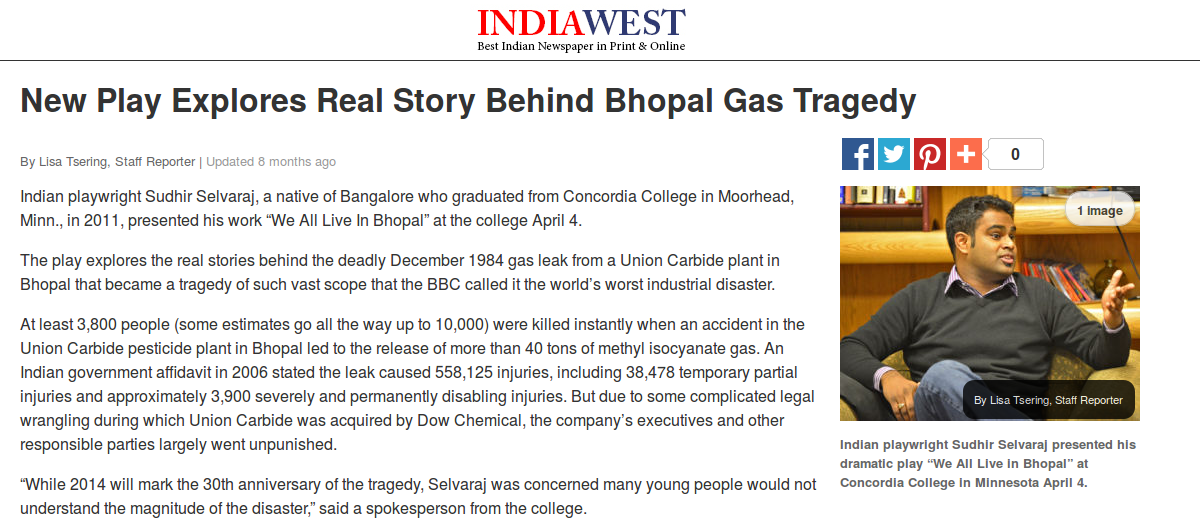 INDIAWEST
Best Indian Newspaper in Print & Online
New Play Explores Real Story Behind Bhopal Gas Tragedy
By Lisa Tsering, Staff Reporter | Updated 8 months ago
0
Indian playwright Sudhir Selvaraj, a native of Bangalore who graduated from Concordia College in Moorhead,
Minn., in 2011, presented his work “We All Live In Bhopal” at the college April 4.
The play explores the real stories behind the deadly December 1984 gas leak from a Union Carbide plant in
Bhopal that became a tragedy of such vast scope that the BBC called it the world’s worst industrial disaster.
At least 3,800 people (some estimates go all the way up to 10,000) were killed instantly when an accident in the
Union Carbide pesticide plant in Bhopal led to the release of more than 40 tons of methyl isocyanate gas. An
Indian government affidavit in 2006 stated the leak caused 558,125 injuries, including 38,478 temporary partial
injuries and approximately 3,900 severely and permanently disabling injuries. But due to some complicated legal
wrangling during which Union Carbide was acquired by Dow Chemical, the company’s executives and other
responsible parties largely went unpunished.
“While 2014 will mark the 30th anniversary of the tragedy, Selvaraj was concerned many young people would not
understand the magnitude of the disaster,” said a spokesperson from the college.
1 image
By Lisa Tsering, Staff Reporter
Indian playwright Sudhir Selvaraj presented his
dramatic play “We All Live in Bhopal” at
Concordia College in Minnesota April 4.